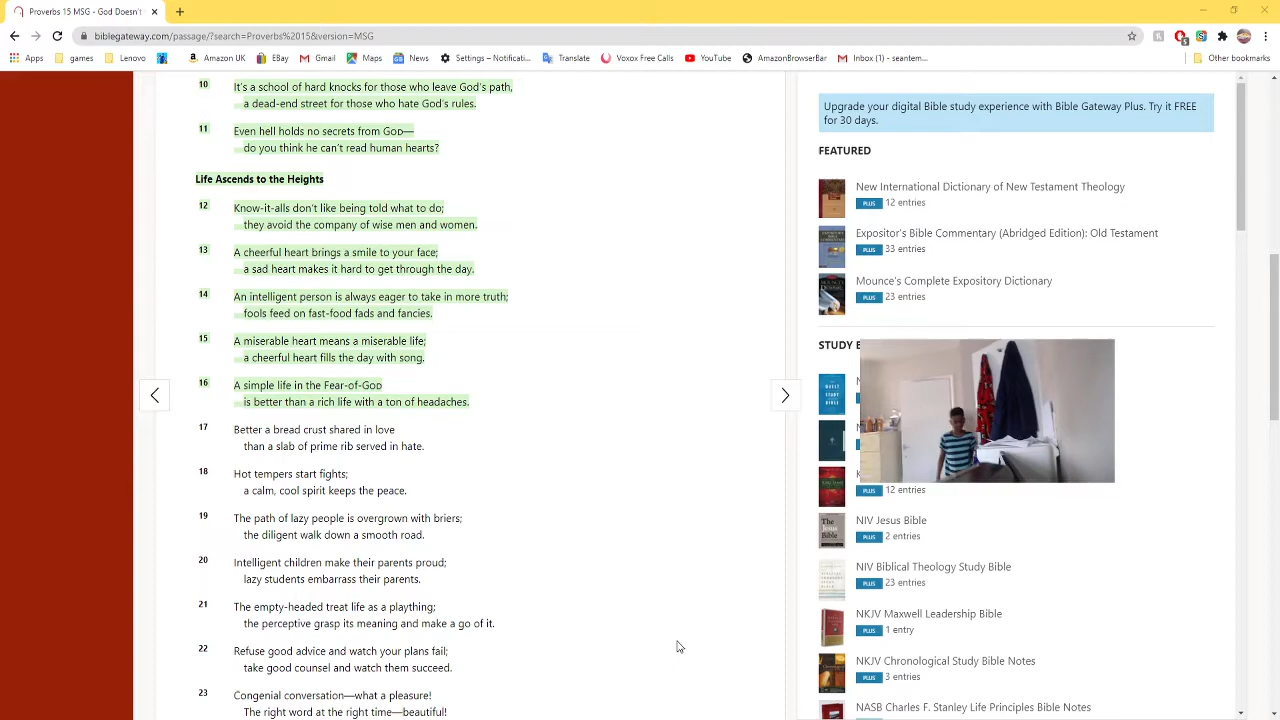 Proverbs 15 MSG - God Doesn't
biblegateway.com/passage/?search=Proverbs%2015&version=MSG
5
Apps games Lenovo Amazon UK EBay Gmail Maps News Settings – Notificati... Translate Voxox Free Calls YouTube AmazonBrowserBar Inbox (1) - seantem... Other bookmarks
10 It's a school of hard knocks for those who leave God's path,
a dead-end street for those who hate God's rules.
11 Even hell holds no secrets from God—
do you think he can't read human hearts?
Life Ascends to the Heights
12 Know-it-alls don't like being told what to do;
they avoid the company of wise men and women.
13 A cheerful heart brings a smile to your face;
a sad heart makes it hard to get through the day.
14 An intelligent person is always eager to take in more truth;
fools feed on fast-food fads and fancies.
15 A miserable heart means a miserable life;
a cheerful heart fills the day with song.
16 A simple life in the Fear-of-God
is better than a rich life with a ton of headaches.
17 Better a bread crust shared in love
than a slab of prime rib served in hate.
18 Hot tempers start fights;
a calm, cool spirit keeps the peace.
19 The path of lazy people is overgrown with briers;
the diligent walk down a smooth road.
20 Intelligent children make their parents proud;
lazy students embarrass their parents.
21 The empty-headed treat life as a plaything;
the perceptive grasp its meaning and make a go of it.
22 Refuse good advice and watch your plans fail;
take good counsel and watch them succeed.
23 Congenial conversation—what a pleasure!
The right word at the right time—beautiful!
Upgrade your digital Bible study experience with Bible Gateway Plus. Try it FREE
for 30 days.
FEATURED
New International Dictionary of New Testament Theology
PLUS 12 entries
Expositor's Bible Commentary (Abridged Edition): Old Testament
PLUS 33 entries
Mounce's Complete Expository Dictionary
PLUS 23 entries
STUDY
PLUS 12 entries
NIV Jesus Bible
PLUS 2 entries
NIV Biblical Theology Study Bible
PLUS 23 entries
NKJV Maxwell Leadership Bible
PLUS 1 entry
NKJV Chronological Study Bible Notes
PLUS 3 entries
NASB Charles F. Stanley Life Principles Bible Notes